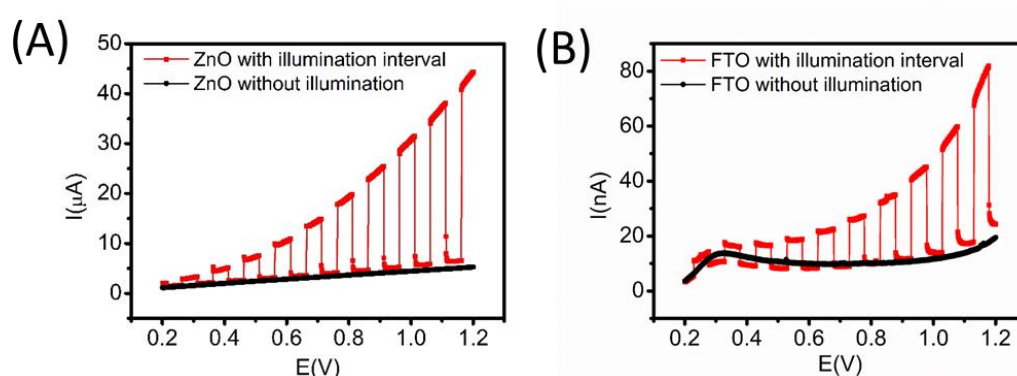 (A)
50
40
30
20
10
0
I(μA)
ZnO with illumination interval
ZnO without illumination
0.2 0.4 0.6 0.8 1.0 1.2
E(V)
(B)
80
60
40
20
0
I(nA)
FTO with illumination interval
FTO without illumination
0.2 0.4 0.6 0.8 1.0 1.2
E(V)